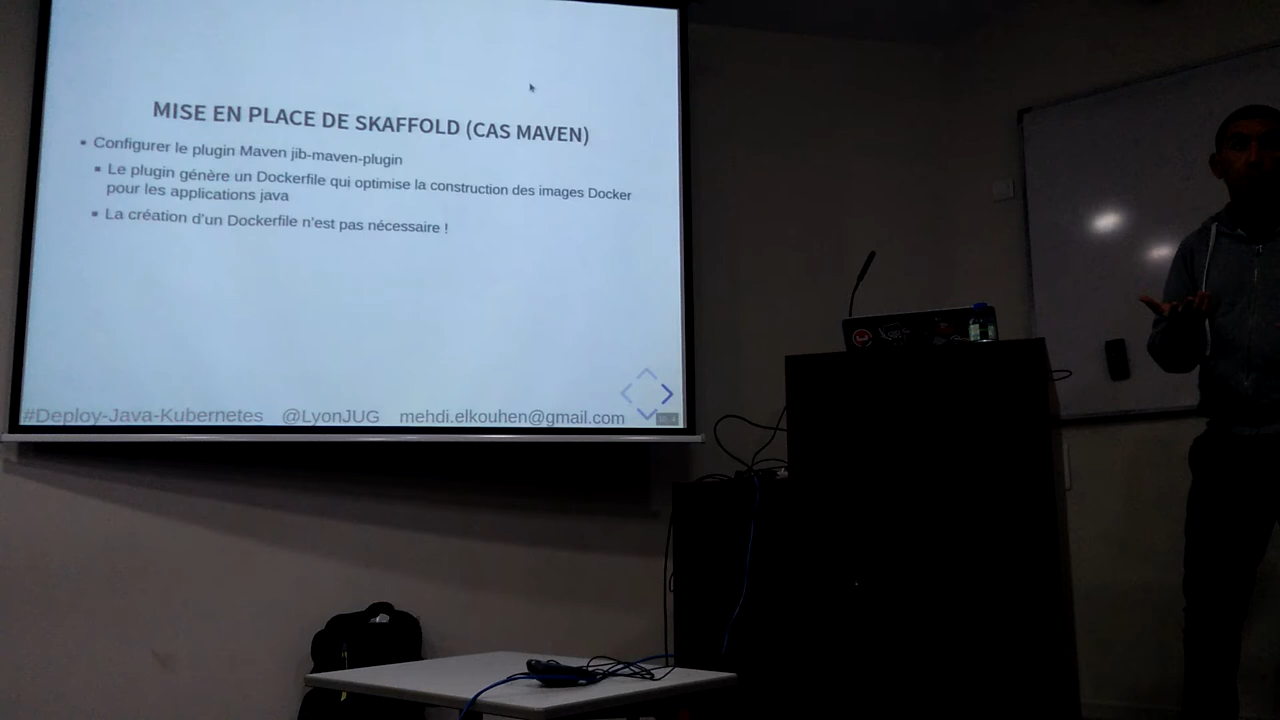 MISE EN PLACE DE SKAFFOLD (CAS MAVEN)
Configurer le plugin Maven jib-maven-plugin
Le plugin génère un Dockerfile qui optimise la construction des images Docker
pour les applications java
La création d'un Dockerfile n'est pas nécessaire !
#Deploy-Java-Kubernetes @LyonJUG mehdi.elkouhen@gmail.com